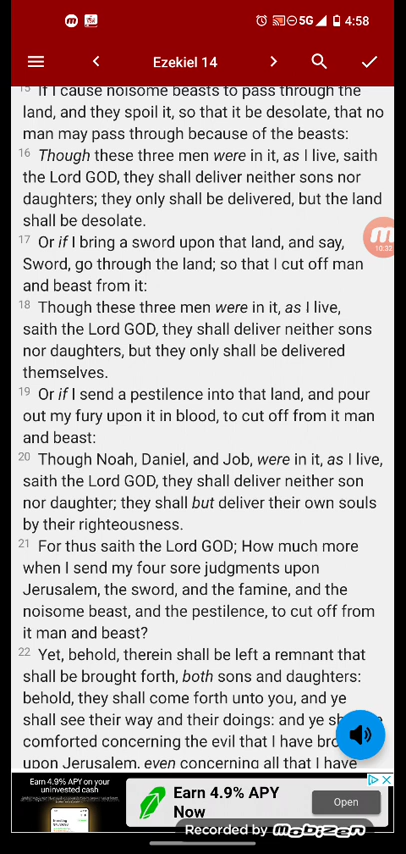 5G 4:58
Ezekiel 14
15 If I cause noisome beasts to pass through the
land, and they spoil it, so that it be desolate, that no
man may pass through because of the beasts:
16 Though these three men were in it, as I live, saith
the Lord GOD, they shall deliver neither sons nor
daughters; they only shall be delivered, but the land
shall be desolate.
10:32
17 Or if I bring a sword upon that land, and say,
Sword, go through the land; so that I cut off man
and beast from it:
18 Though these three men were in it, as I live,
saith the Lord GOD, they shall deliver neither sons
nor daughters, but they only shall be delivered
themselves.
19 Or if I send a pestilence into that land, and pour
out my fury upon it in blood, to cut off from it man
and beast:
20 Though Noah, Daniel, and Job, were in it, as I live,
saith the Lord GOD, they shall deliver neither son
nor daughter; they shall but deliver their own souls
by their righteousness.
21 For thus saith the Lord GOD; How much more
when I send my four sore judgments upon
Jerusalem, the sword, and the famine, and the
noisome beast, and the pestilence, to cut off from
it man and beast?
22 Yet, behold, therein shall be left a remnant that
shall be brought forth, both sons and daughters:
behold, they shall come forth unto you, and ye
shall see their way and their doings: and ye sh e
comforted concerning the evil that I have bro
upon Jerusalem, even concerning all that I have
Earn 4.9% APY on your
uninvested cash
Earn 4.9% APY
Now
Open
Recorded by mobizen